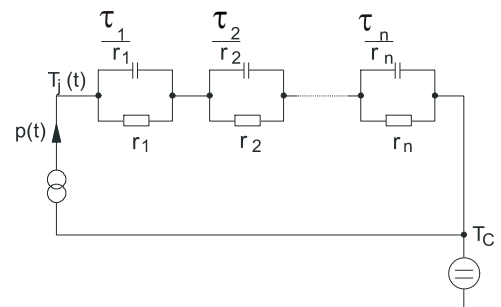 τ1/r1 τ2/r2 τn/rn
Tj (t)
r1 r2 rn
p(t)
TC